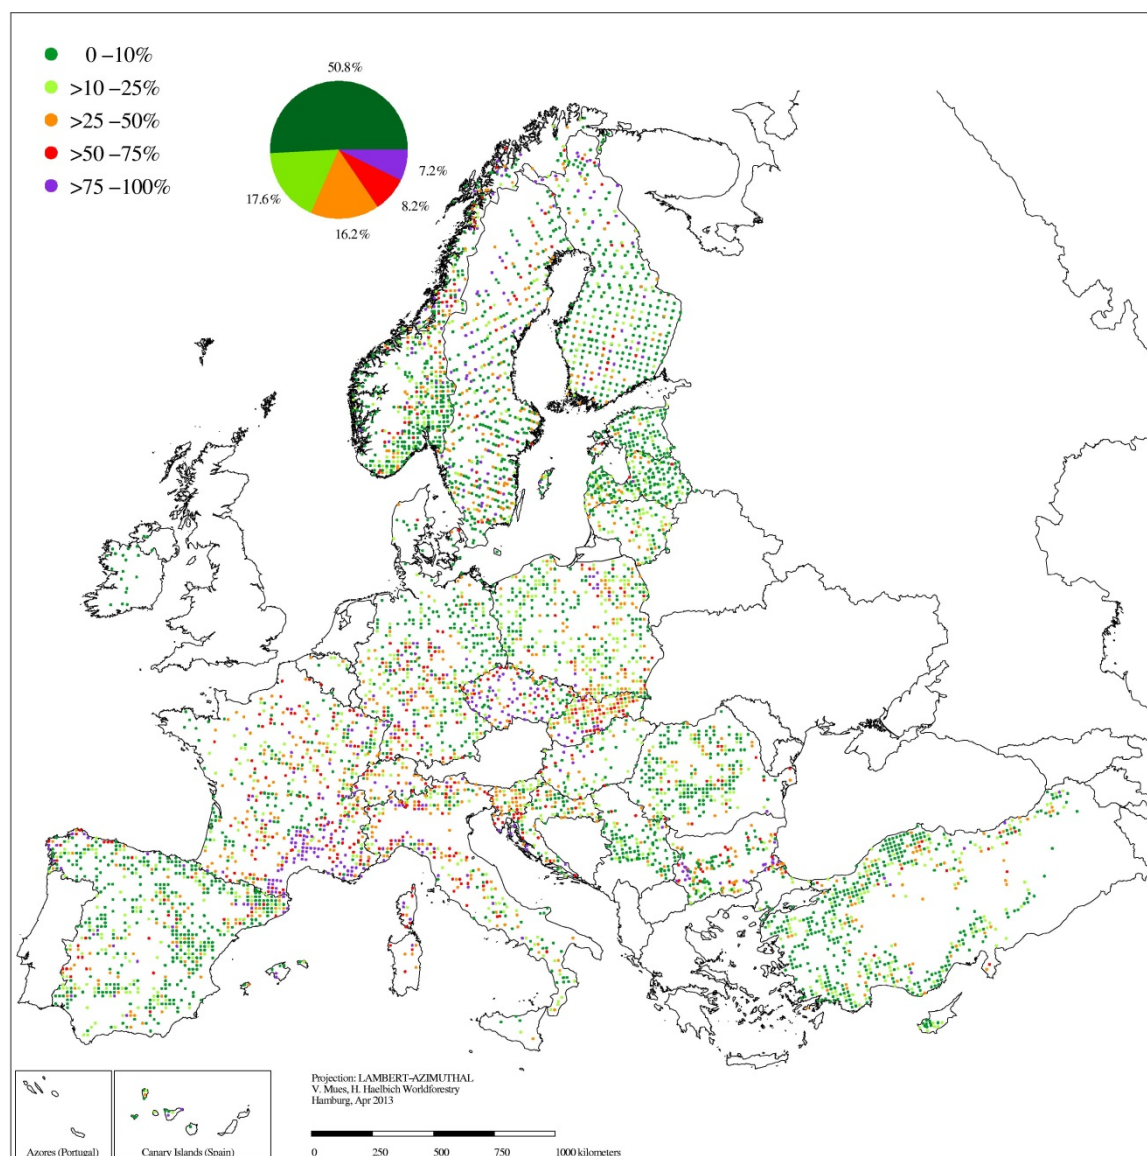 0 –10%
>10 –25%
>25 –50%
>50 –75%
>75 –100%
50.8%
7.2%
8.2%
16.2%
17.6%
Projection: LAMBERT–AZIMUTHAL
V. Mues, H. Haelbich Worldforestry
Hamburg, Apr 2013
Azores (Portugal)
Canary Islands (Spain)
0 250 500 750 1000 kilometers